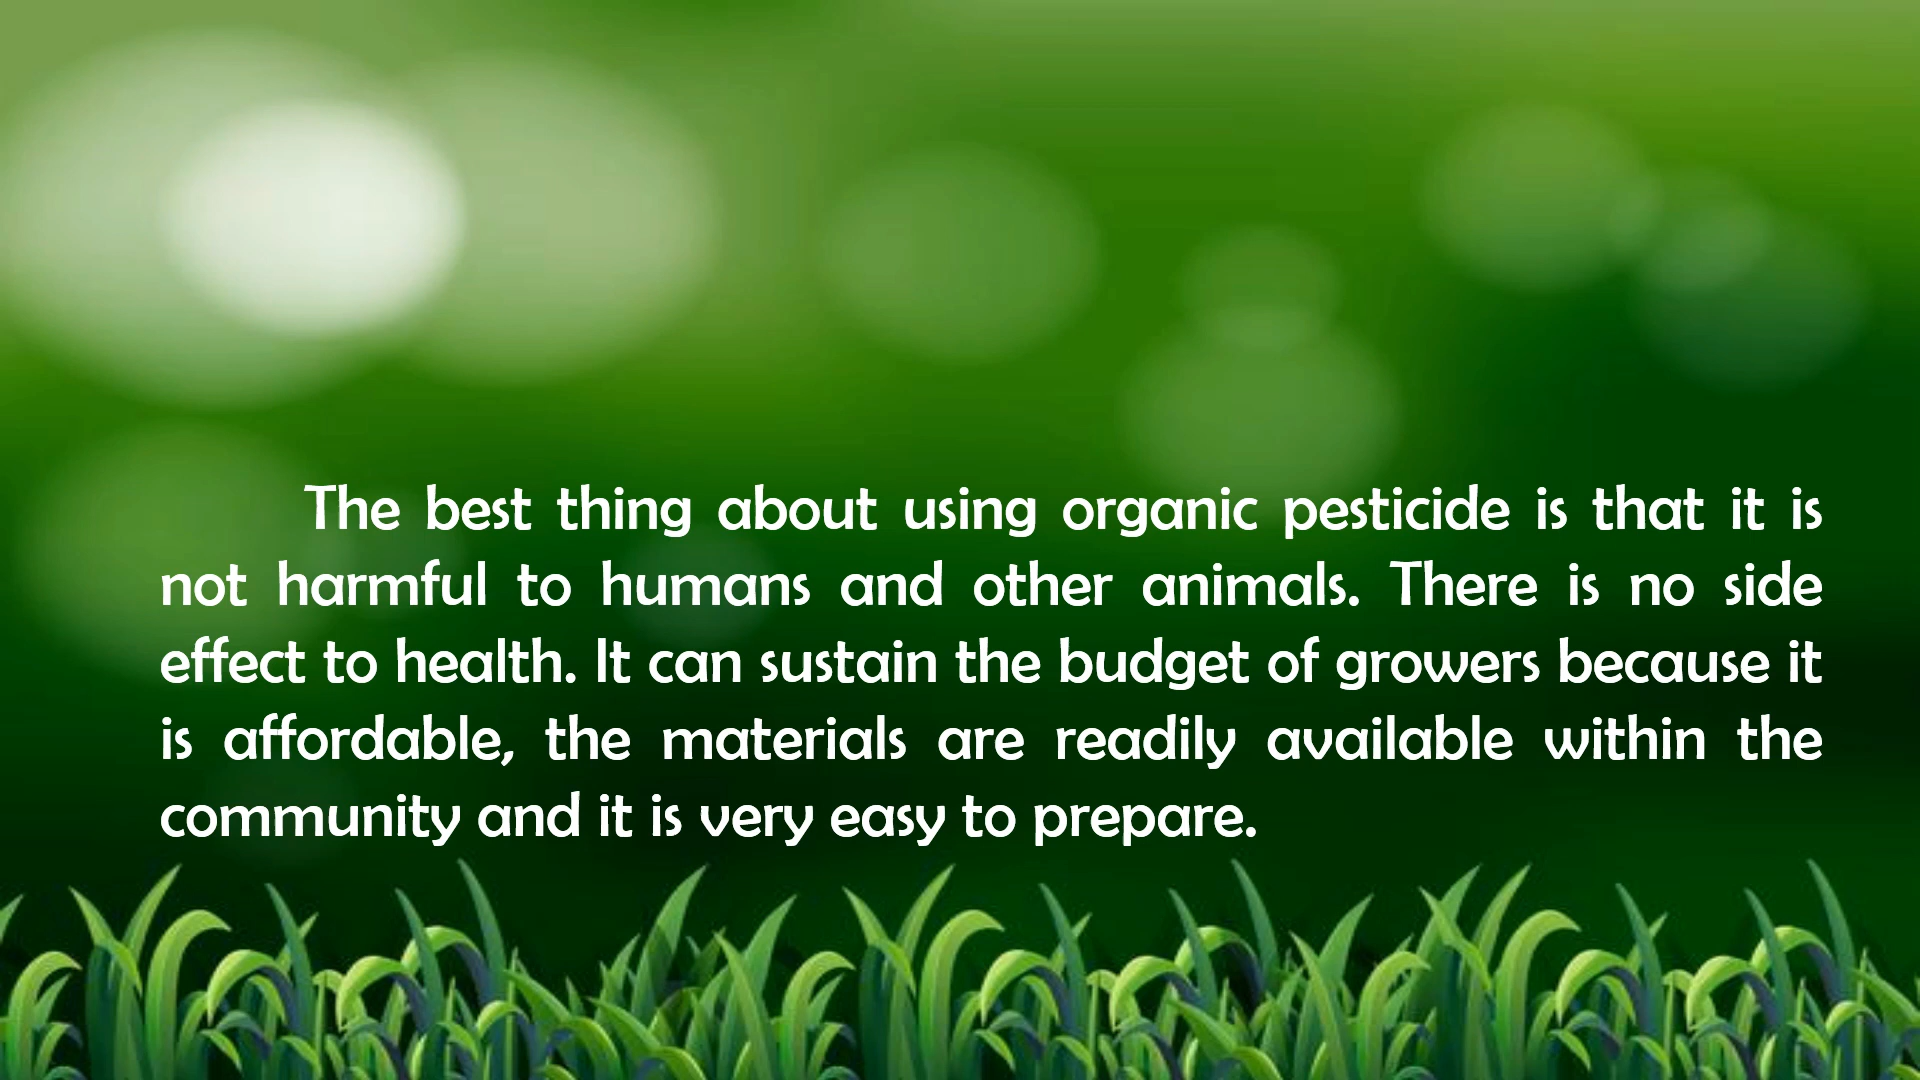 The best thing about using organic pesticide is that it is
not harmful to humans and other animals. There is no side
effect to health. It can sustain the budget of growers because it
is affordable, the materials are readily available within the
community and it is very easy to prepare.